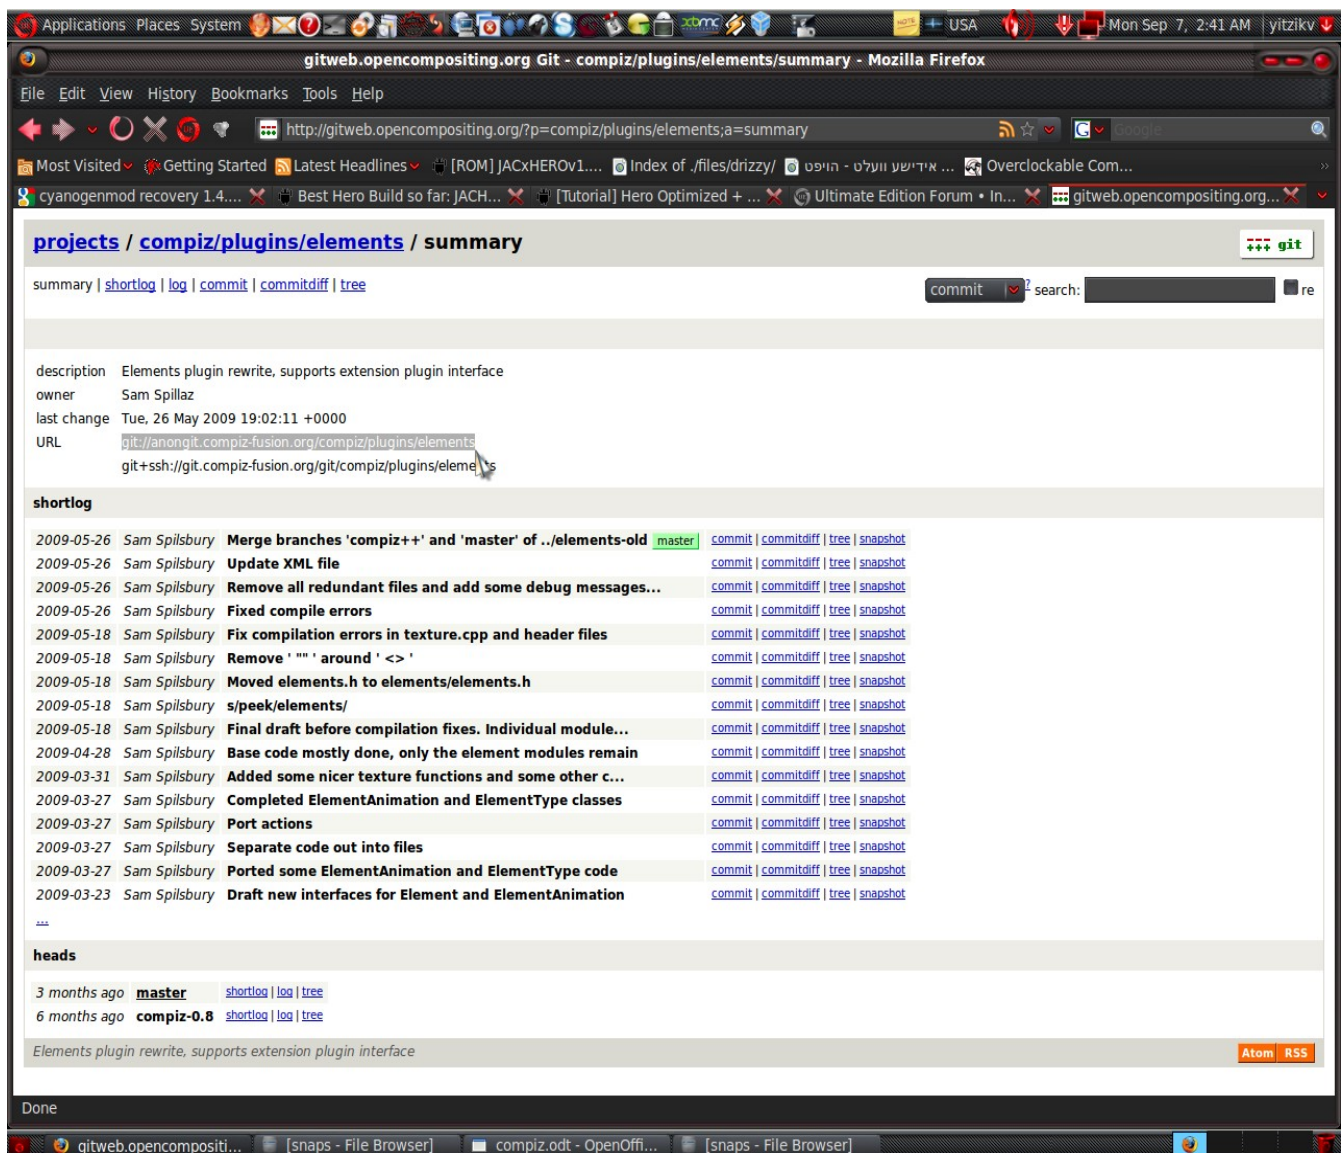 Applications Places System USA Mon Sep 7, 2:41 AM yitzikv
gitweb.opencompositing.org Git - compiz/plugins/elements/summary - Mozilla Firefox
File Edit View History Bookmarks Tools Help
http://gitweb.opencompositing.org/?p=compiz/plugins/elements;a=summary G Google
Most Visited Getting Started Latest Headlines [ROM] JACxHEROv1.... Index of ./files/drizzy/ אידישע וועלט - הויפט ... Overclockable Com... »
cyanogenmod recovery 1.4.... Best Hero Build so far: JACH... [Tutorial] Hero Optimized + ... Ultimate Edition Forum • In... gitweb.opencompositing.org...
projects / compiz/plugins/elements / summary git
summary | shortlog | log | commit | commitdiff | tree commit ? search: re
description Elements plugin rewrite, supports extension plugin interface
owner Sam Spillaz
last change Tue, 26 May 2009 19:02:11 +0000
URL git://anongit.compiz-fusion.org/compiz/plugins/elements
git+ssh://git.compiz-fusion.org/git/compiz/plugins/elements
shortlog
2009-05-26 Sam Spilsbury Merge branches 'compiz++' and 'master' of ../elements-old master commit | commitdiff | tree | snapshot
2009-05-26 Sam Spilsbury Update XML file commit | commitdiff | tree | snapshot
2009-05-26 Sam Spilsbury Remove all redundant files and add some debug messages... commit | commitdiff | tree | snapshot
2009-05-26 Sam Spilsbury Fixed compile errors commit | commitdiff | tree | snapshot
2009-05-18 Sam Spilsbury Fix compilation errors in texture.cpp and header files commit | commitdiff | tree | snapshot
2009-05-18 Sam Spilsbury Remove ' "" ' around ' <> ' commit | commitdiff | tree | snapshot
2009-05-18 Sam Spilsbury Moved elements.h to elements/elements.h commit | commitdiff | tree | snapshot
2009-05-18 Sam Spilsbury s/peek/elements/ commit | commitdiff | tree | snapshot
2009-05-18 Sam Spilsbury Final draft before compilation fixes. Individual module... commit | commitdiff | tree | snapshot
2009-04-28 Sam Spilsbury Base code mostly done, only the element modules remain commit | commitdiff | tree | snapshot
2009-03-31 Sam Spilsbury Added some nicer texture functions and some other c... commit | commitdiff | tree | snapshot
2009-03-27 Sam Spilsbury Completed ElementAnimation and ElementType classes commit | commitdiff | tree | snapshot
2009-03-27 Sam Spilsbury Port actions commit | commitdiff | tree | snapshot
2009-03-27 Sam Spilsbury Separate code out into files commit | commitdiff | tree | snapshot
2009-03-27 Sam Spilsbury Ported some ElementAnimation and ElementType code commit | commitdiff | tree | snapshot
2009-03-23 Sam Spilsbury Draft new interfaces for Element and ElementAnimation commit | commitdiff | tree | snapshot
...
heads
3 months ago master shortlog | log | tree
6 months ago compiz-0.8 shortlog | log | tree
Elements plugin rewrite, supports extension plugin interface Atom RSS
Done
gitweb.opencompositi... [snaps - File Browser] compiz.odt - OpenOffi... [snaps - File Browser]